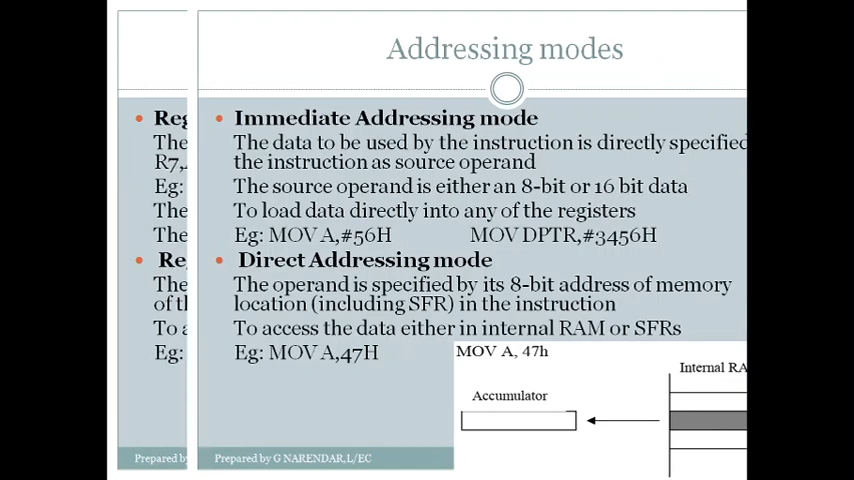 Addressing modes
Reg
The
R7,
Eg:
The
The
Re
The
of th
To a
Eg:
Prepared by
Immediate Addressing mode
The data to be used by the instruction is directly specified
the instruction as source operand
The source operand is either an 8-bit or 16 bit data
To load data directly into any of the registers
Eg: MOV A,#56H MOV DPTR,#3456H
Direct Addressing mode
The operand is specified by its 8-bit address of memory
location (including SFR) in the instruction
To access the data either in internal RAM or SFRs
Eg: MOV A,47H
MOV A, 47h
Internal RA
Accumulator
Prepared by G NARENDAR,L/EC